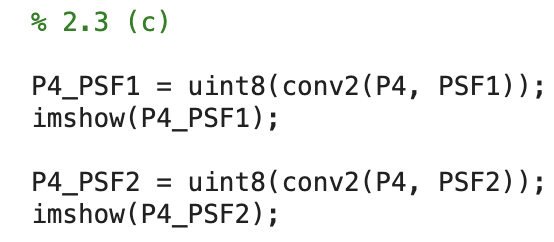 % 2.3 (c)
P4_PSF1 = uint8(conv2(P4, PSF1));
imshow(P4_PSF1);
P4_PSF2 = uint8(conv2(P4, PSF2));
imshow(P4_PSF2);